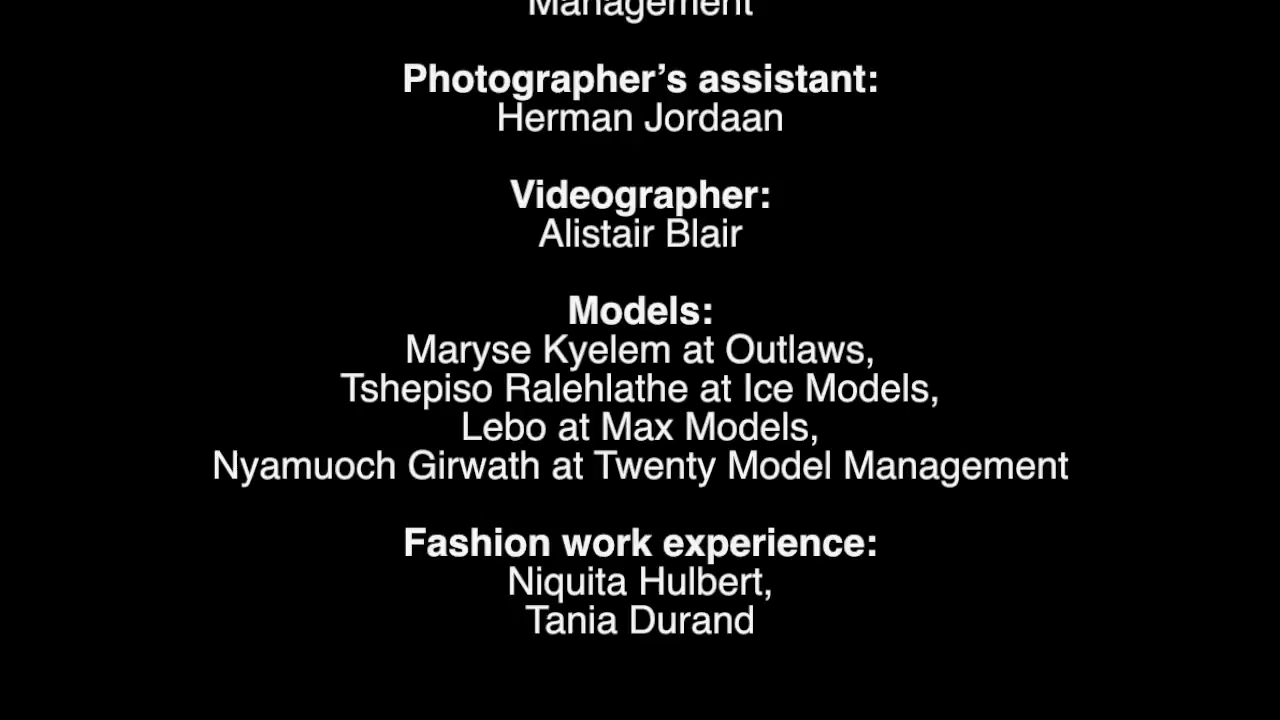 Management
Photographer’s assistant:
Herman Jordaan
Videographer:
Alistair Blair
Models:
Maryse Kyelem at Outlaws,
Tshepiso Ralehlathe at Ice Models,
Lebo at Max Models,
Nyamuoch Girwath at Twenty Model Management
Fashion work experience:
Niquita Hulbert,
Tania Durand